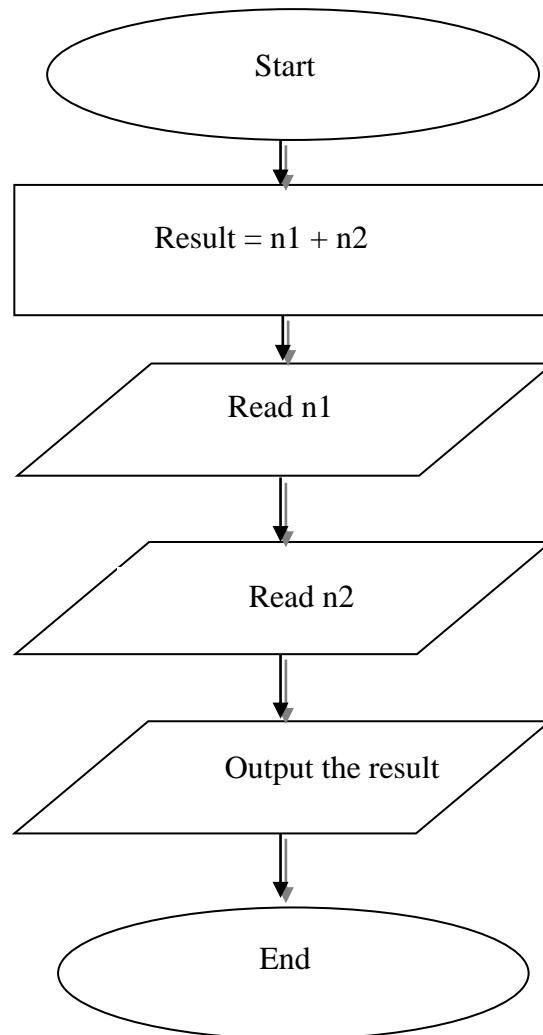 Start
Result = n1 + n2
Read n1
Read n2
Output the result
End